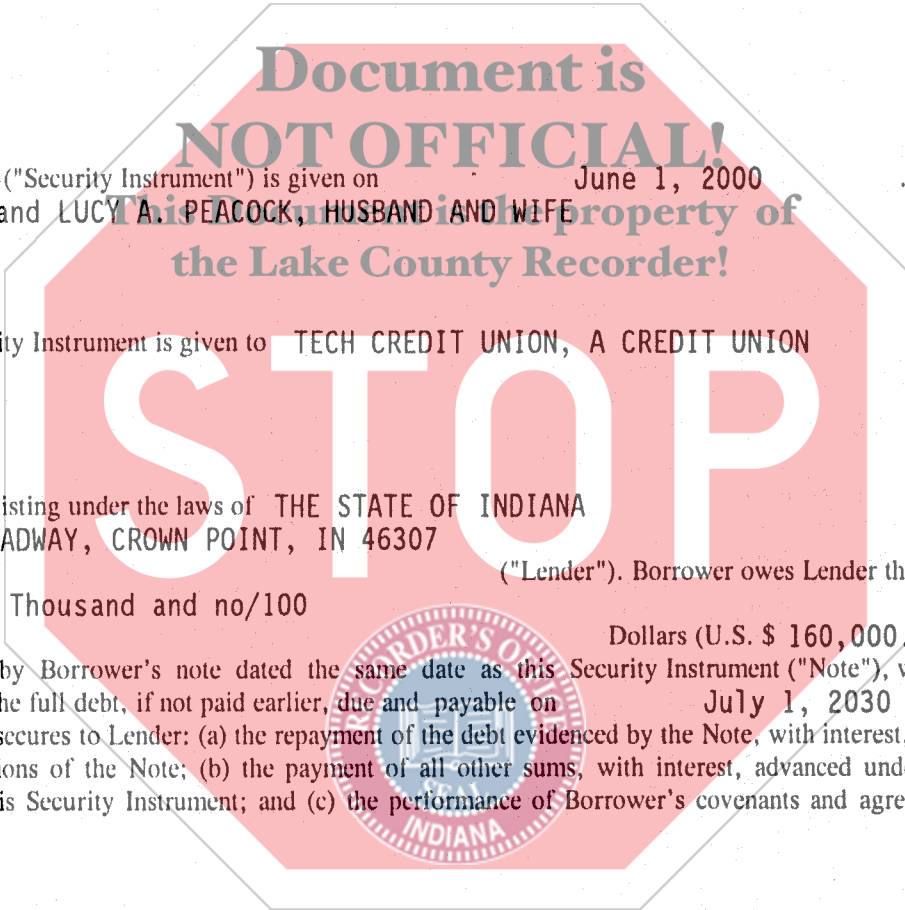 Document is
NOT OFFICIAL!
("Security Instrument") is given on June 1, 2000
and LUCY A. PEACOCK, HUSBAND AND WIFE
This Document is the property of
the Lake County Recorder!
ity Instrument is given to TECH CREDIT UNION, A CREDIT UNION
STOP
isting under the laws of THE STATE OF INDIANA
ADWAY, CROWN POINT, IN 46307
("Lender"). Borrower owes Lender th
Thousand and no/100
Dollars (U.S. $ 160,000.
by Borrower's note dated the same date as this Security Instrument ("Note"), w
he full debt, if not paid earlier, due and payable on July 1, 2030
secures to Lender: (a) the repayment of the debt evidenced by the Note, with interest,
ions of the Note; (b) the payment of all other sums, with interest, advanced und
is Security Instrument; and (c) the performance of Borrower's covenants and agre
RECORDER'S OFFICE
SEAL
INDIANA